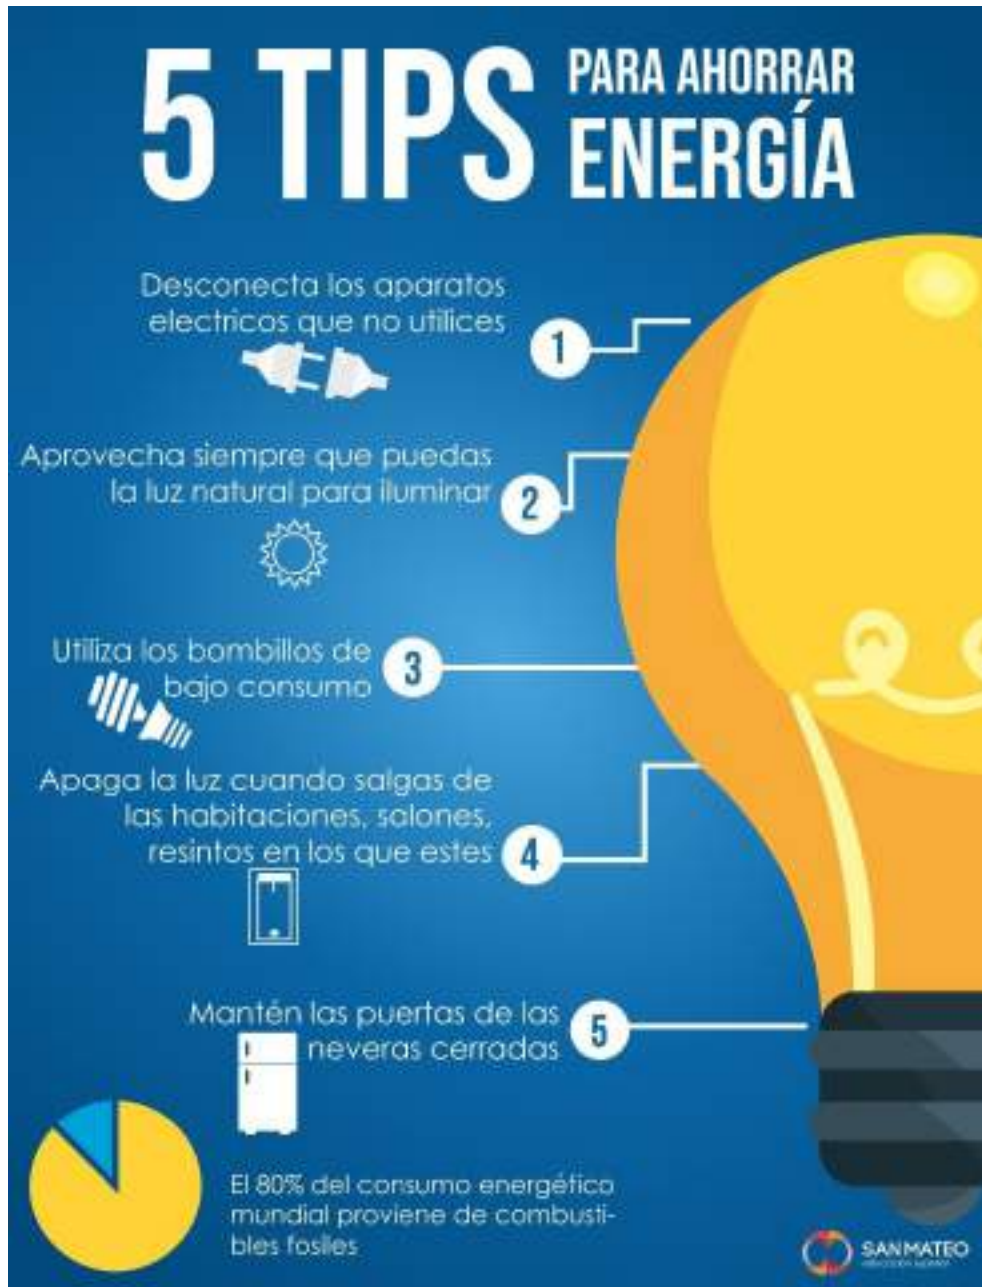 5 TIPS PARA AHORRAR
ENERGÍA
Desconecta los aparatos
electricos que no utilices
1
Aprovecha siempre que puedas
la luz natural para iluminar
2
Utiliza los bombillos de
bajo consumo
3
Apaga la luz cuando salgas de
las habitaciones, salones,
resintos en los que estes
4
Mantén las puertas de las
neveras cerradas
5
El 80% del consumo energético
mundial proviene de combusti-
bles fosiles
SANMATEO